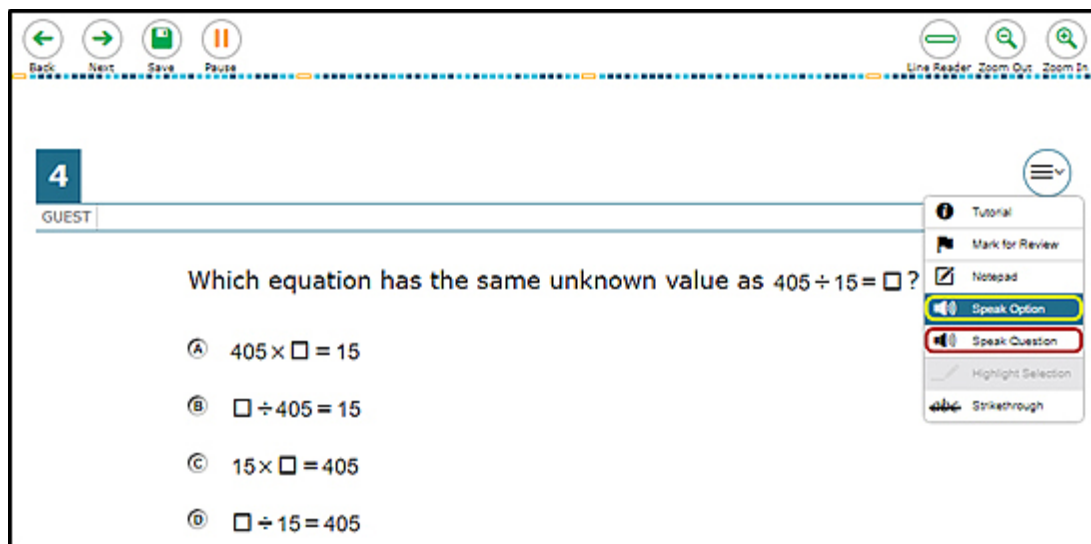 Back Next Save Pause Line Reader Zoom Out Zoom In
4
GUEST
Tutorial
Mark for Review
Notepad
Speak Option
Speak Question
Highlight Selection
abc Strikethrough
Which equation has the same unknown value as 405 ÷ 15 = □ ?
A 405 × □ = 15
B □ ÷ 405 = 15
C 15 × □ = 405
D □ ÷ 15 = 405